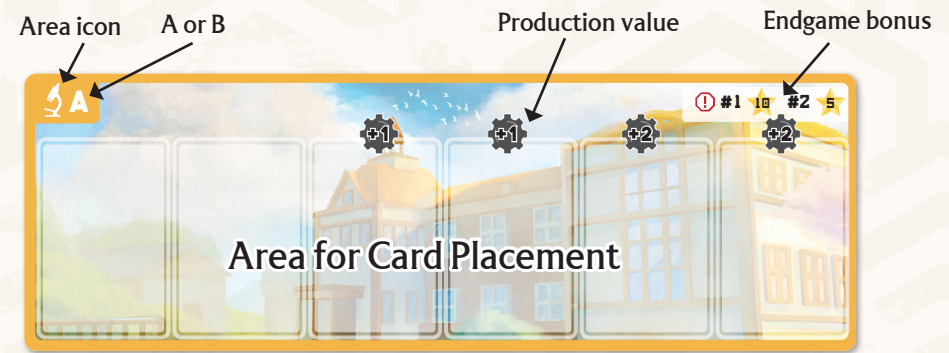 Area icon A or B Production value Endgame bonus
A #1 10 #2 5
+1 +1 +2 +2
Area for Card Placement